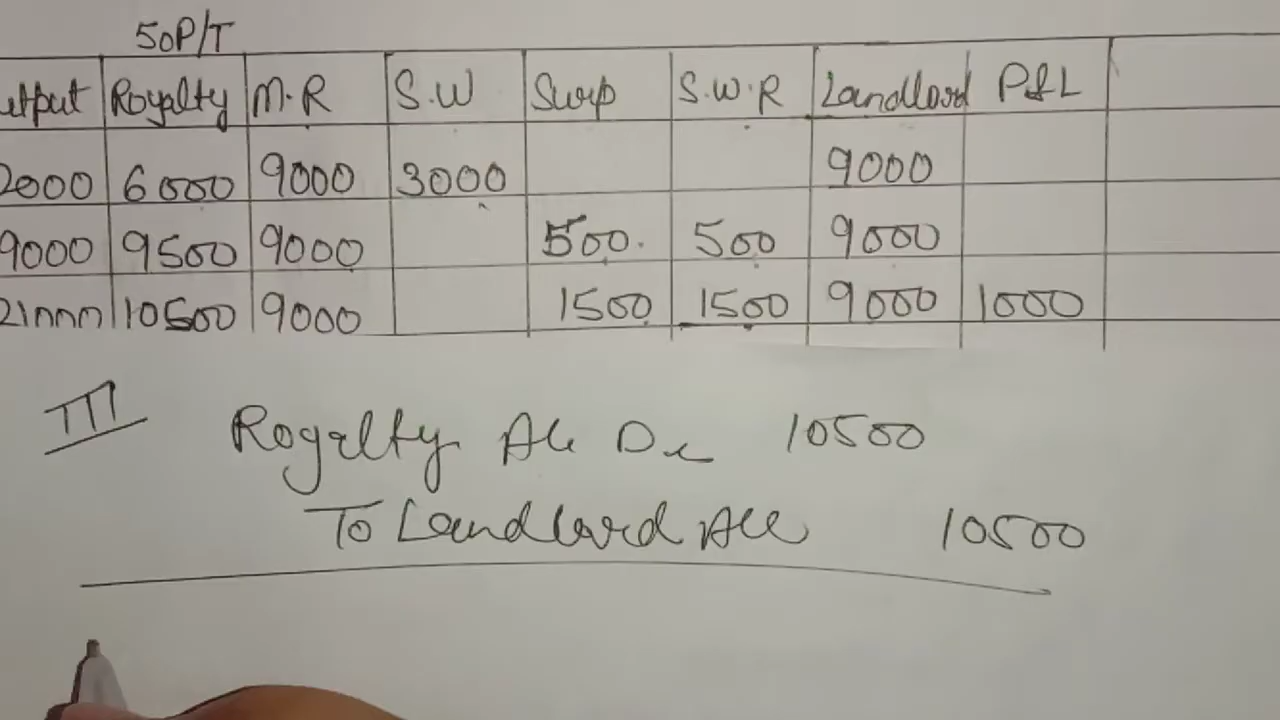 50P/T
utput Royalty M.R S.W Surp S.W.R Landlord P&L
2000 6000 9000 3000 9000
9000 9500 9000 500. 500 9000
21000 10500 9000 1500 1500 9000 1000
III
Royalty A/c Dr 10500
To Landlord A/c 10500